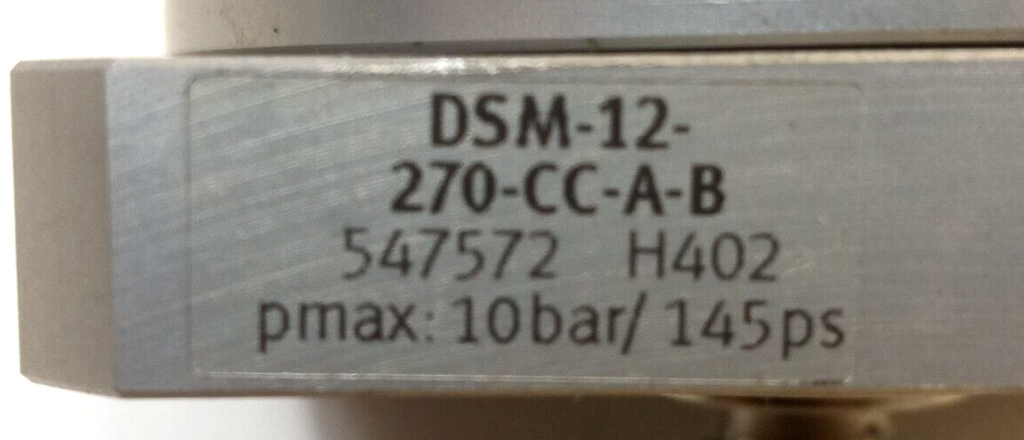 DSM-12-
270-CC-A-B
547572 H402
pmax: 10bar/ 145ps